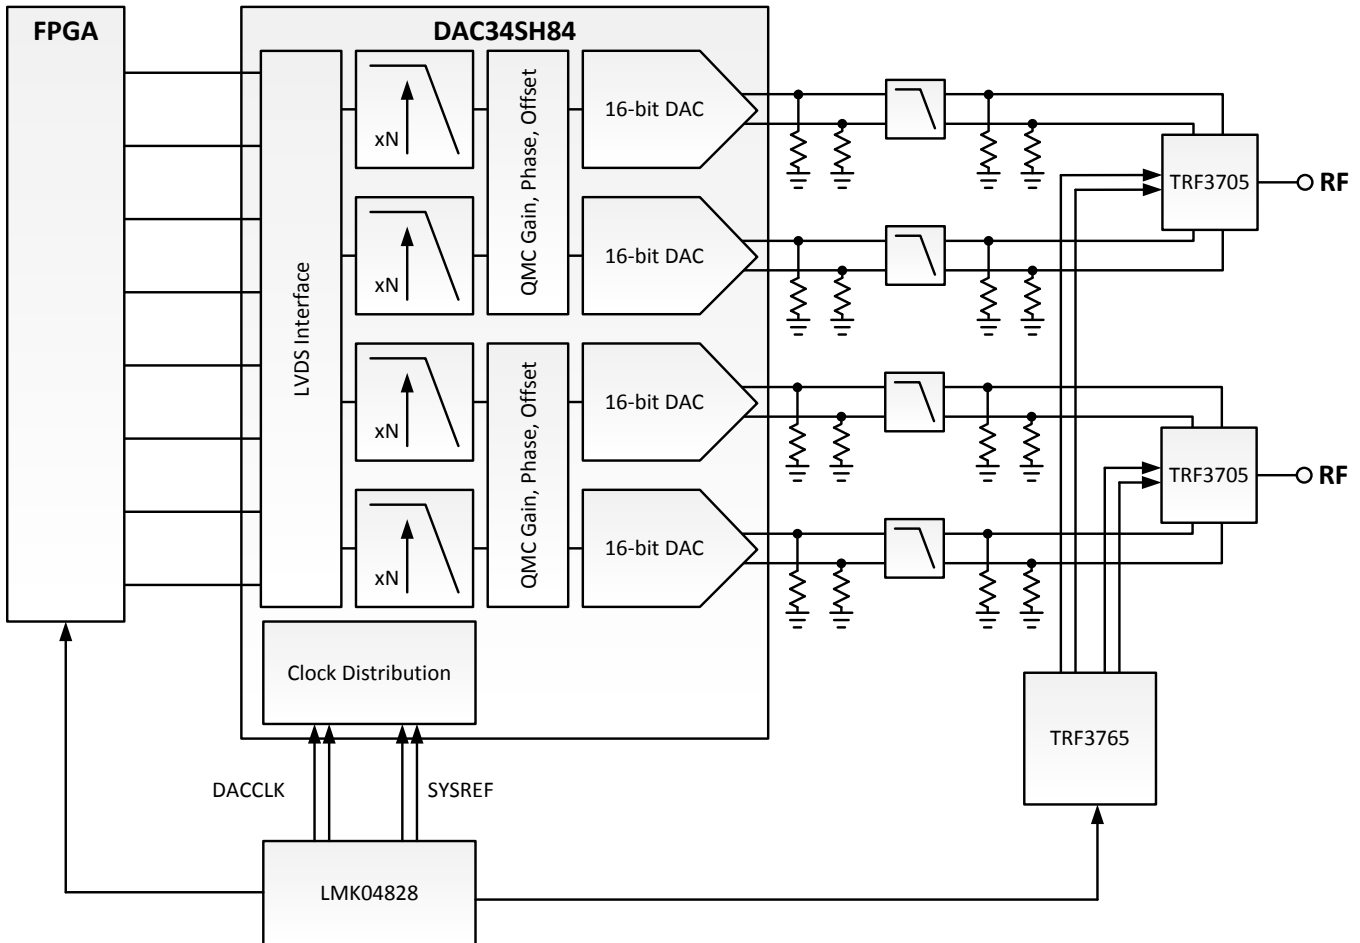 FPGA
DAC34SH84
LVDS Interface
xN
QMC Gain, Phase, Offset
16-bit DAC
TRF3705
RF
xN
16-bit DAC
xN
QMC Gain, Phase, Offset
16-bit DAC
TRF3705
RF
xN
16-bit DAC
Clock Distribution
TRF3765
DACCLK
SYSREF
LMK04828